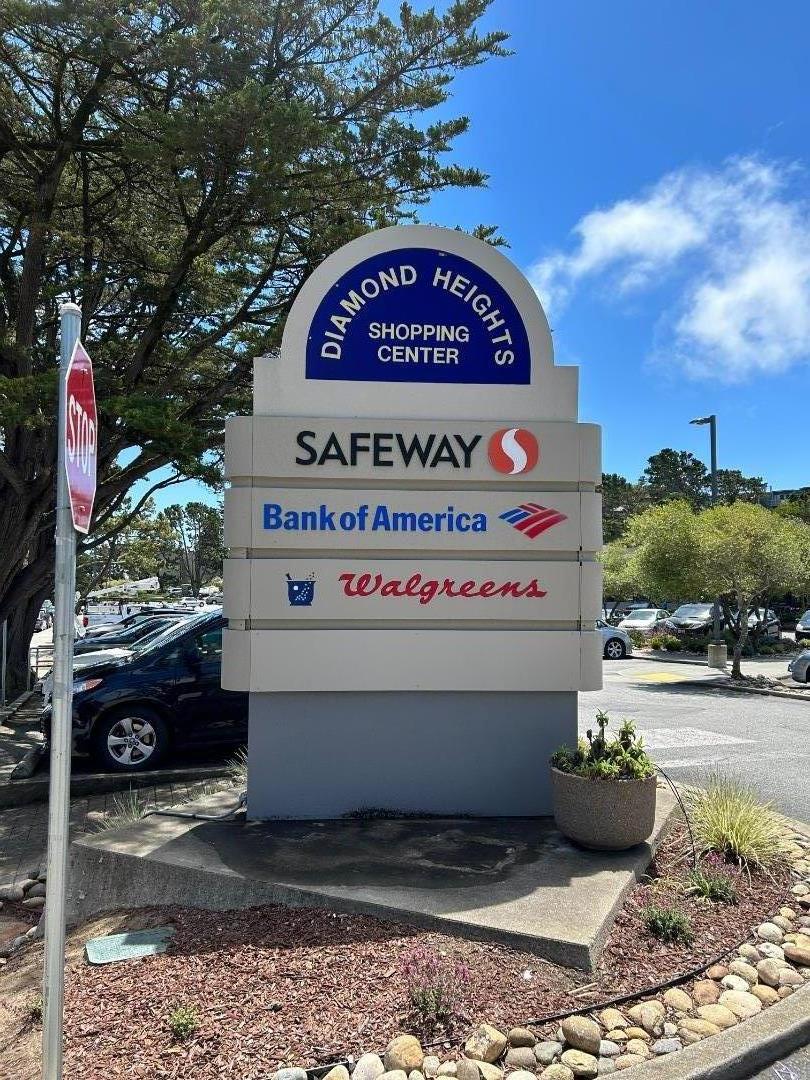 DIAMOND HEIGHTS
SHOPPING
CENTER
SAFEWAY
Bank of America
Walgreens
STOP